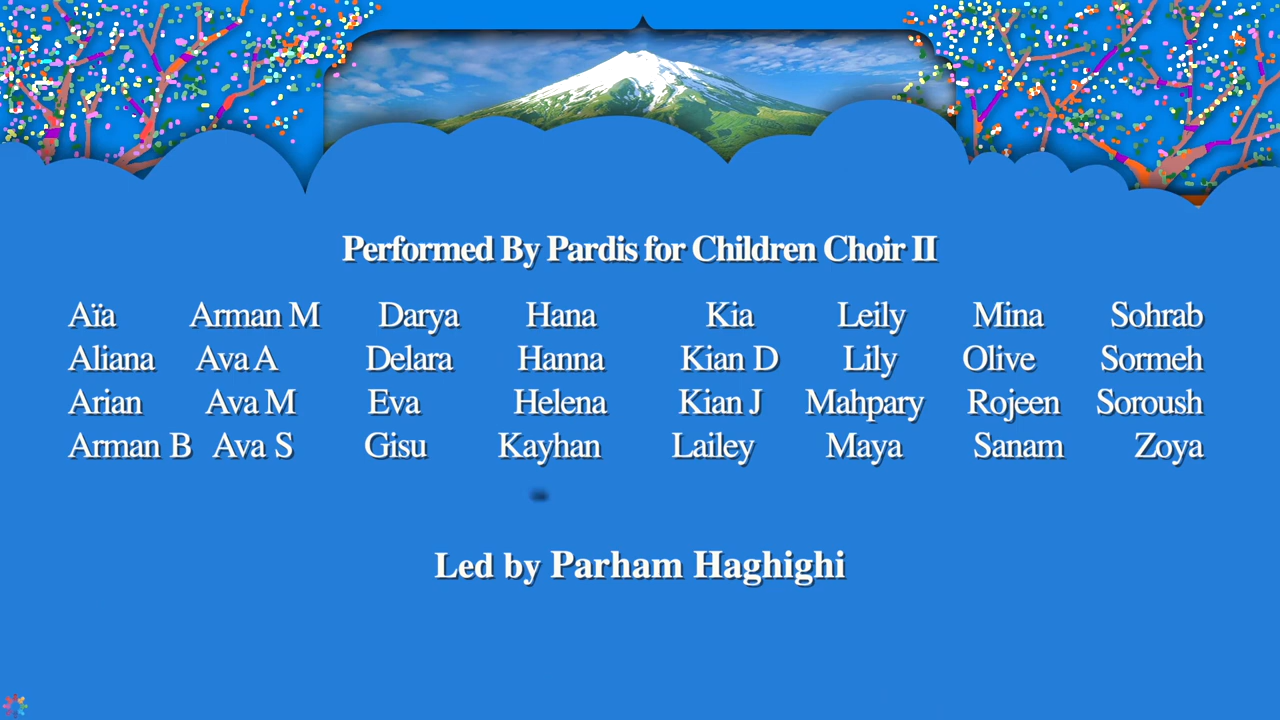 Performed By Pardis for Children Choir II
Aïa Arman M Darya Hana Kia Leily Mina Sohrab
Aliana Ava A Delara Hanna Kian D Lily Olive Sormeh
Arian Ava M Eva Helena Kian J Mahpary Rojeen Soroush
Arman B Ava S Gisu Kayhan Lailey Maya Sanam Zoya
Led by Parham Haghighi